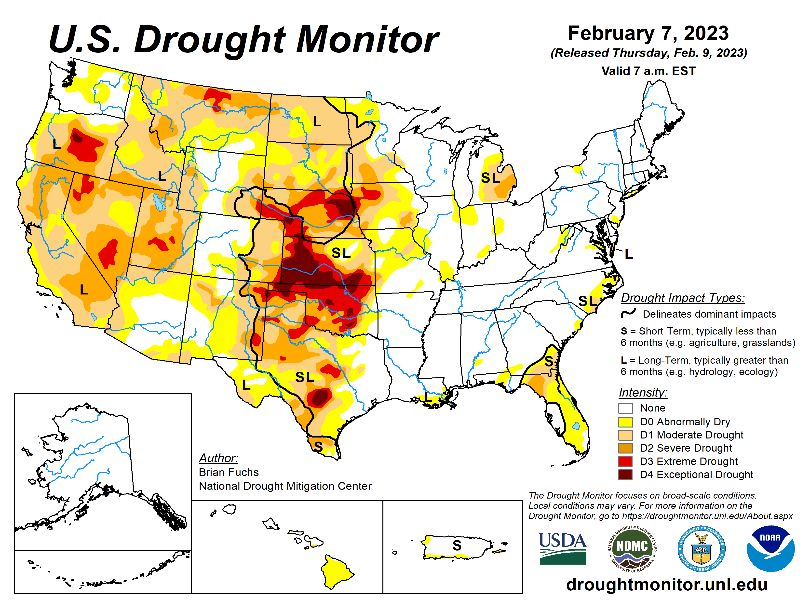 U.S. Drought Monitor
February 7, 2023
(Released Thursday, Feb. 9, 2023)
Valid 7 a.m. EST
L
L
L
SL
SL
L
L
SL
S
SL
L
L
S
Drought Impact Types:
Delineates dominant impacts
S = Short-Term, typically less than
6 months (e.g. agriculture, grasslands)
L = Long-Term, typically greater than
6 months (e.g. hydrology, ecology)
Intensity:
None
D0 Abnormally Dry
D1 Moderate Drought
D2 Severe Drought
D3 Extreme Drought
D4 Exceptional Drought
Author:
Brian Fuchs
National Drought Mitigation Center
S
The Drought Monitor focuses on broad-scale conditions.
Local conditions may vary. For more information on the
Drought Monitor, go to https://droughtmonitor.unl.edu/About.aspx
USDA
NDMC
NOAA
droughtmonitor.unl.edu